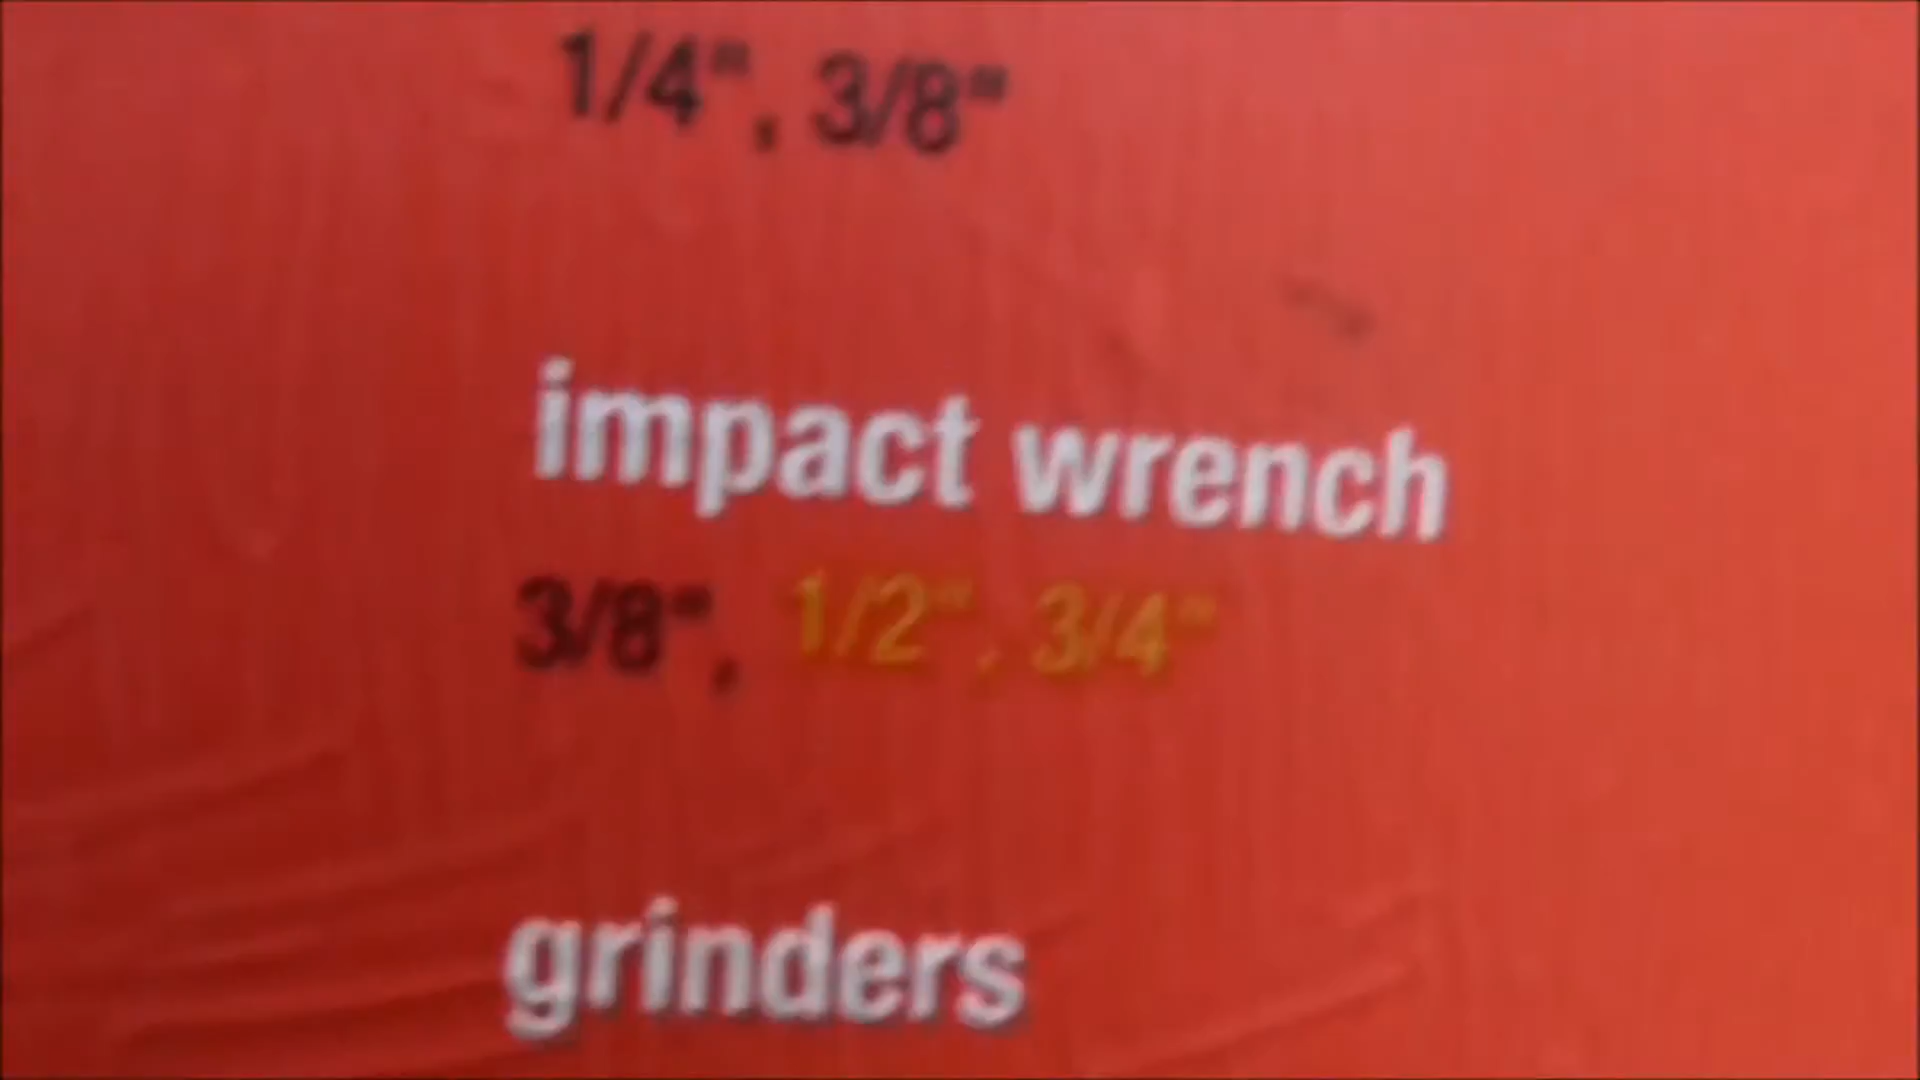 1/4", 3/8"
impact wrench
3/8", 1/2", 3/4"
grinders